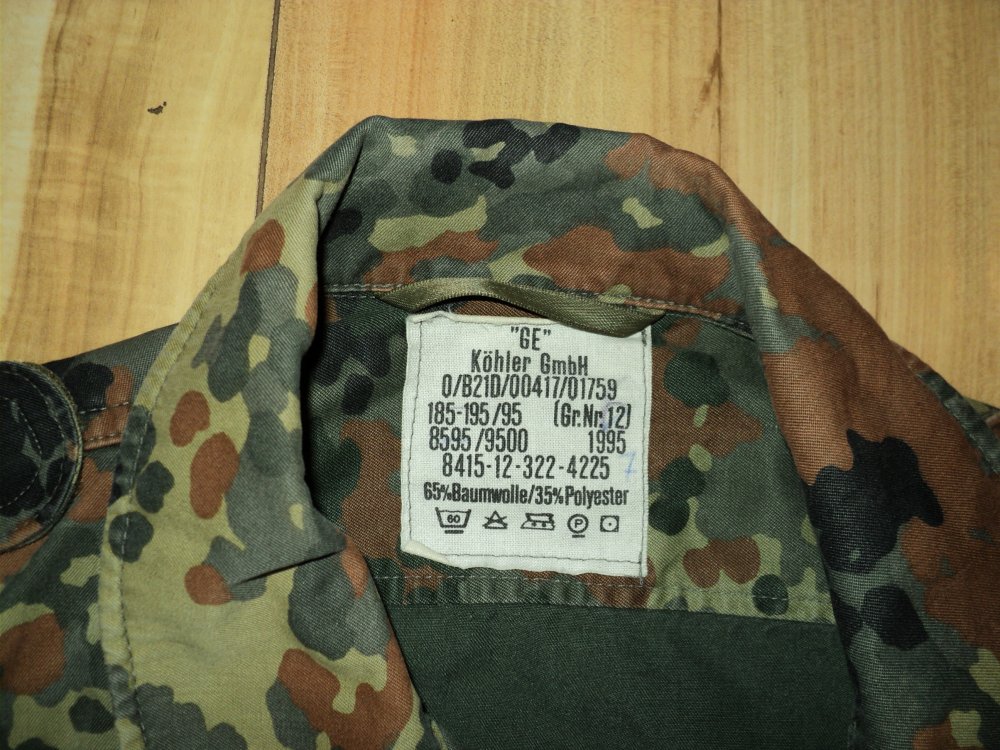 "GE"
Köhler GmbH
0/B21D/00417/01759
185-195/95 (Gr.Nr.12)
8595/9500 1995
8415-12-322-4225
65%Baumwolle/35%Polyester
60 P